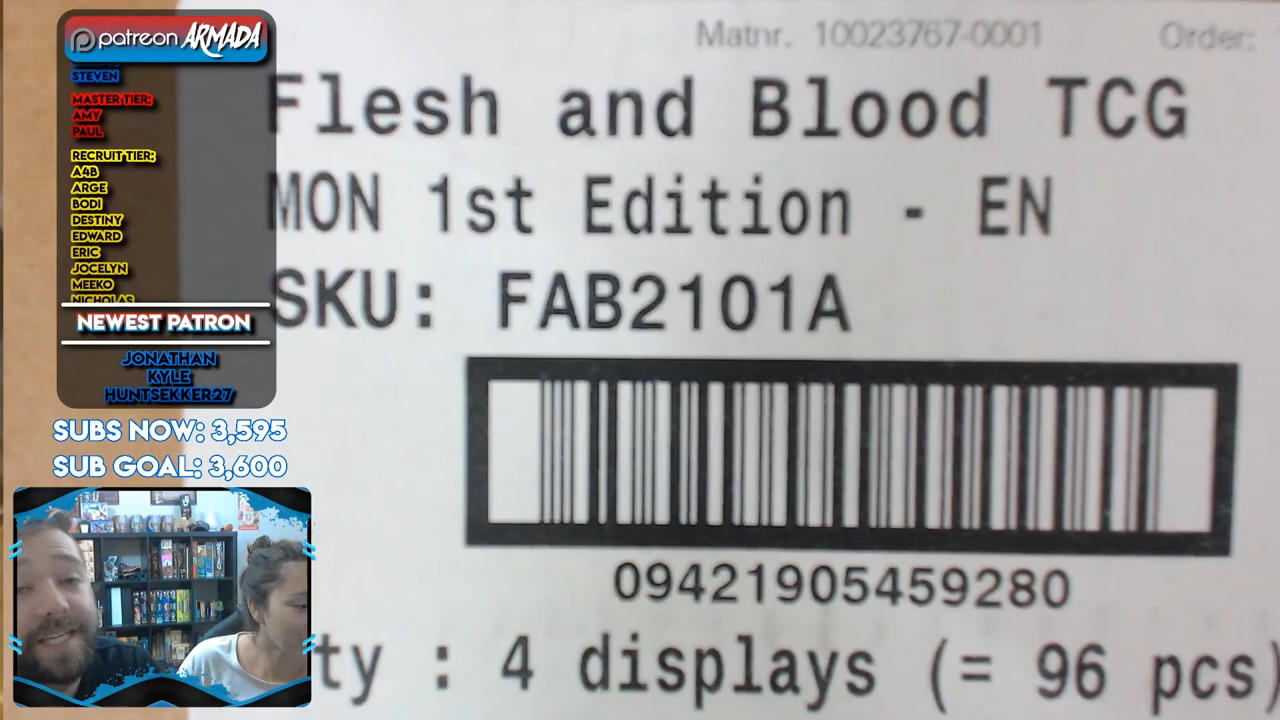 patreon ARMADA
STEVEN
MASTER TIER:
AMY
PAUL
RECRUIT TIER:
A4B
ARGE
BODI
DESTINY
EDWARD
ERIC
JOCELYN
MEEKO
NICHOLAS
NEWEST PATRON
JONATHAN
KYLE
HUNTSEKKER27
SUBS NOW: 3,595
SUB GOAL: 3,600
Matnr. 10023767-0001 Order:
Flesh and Blood TCG
MON 1st Edition - EN
SKU: FAB2101A
09421905459280
ty : 4 displays (= 96 pcs)